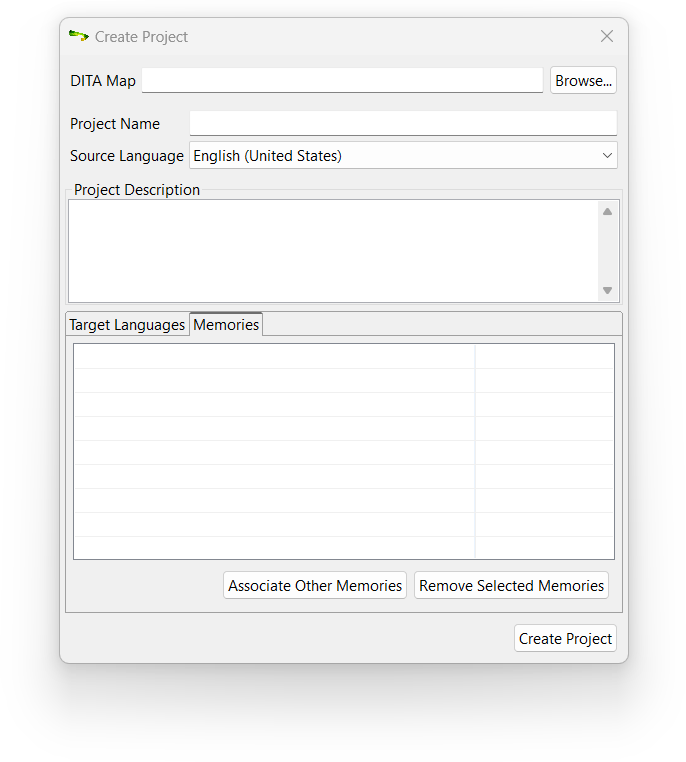 Create Project
DITA Map
Browse...
Project Name
Source Language English (United States)
Project Description
Target Languages Memories
Associate Other Memories Remove Selected Memories
Create Project